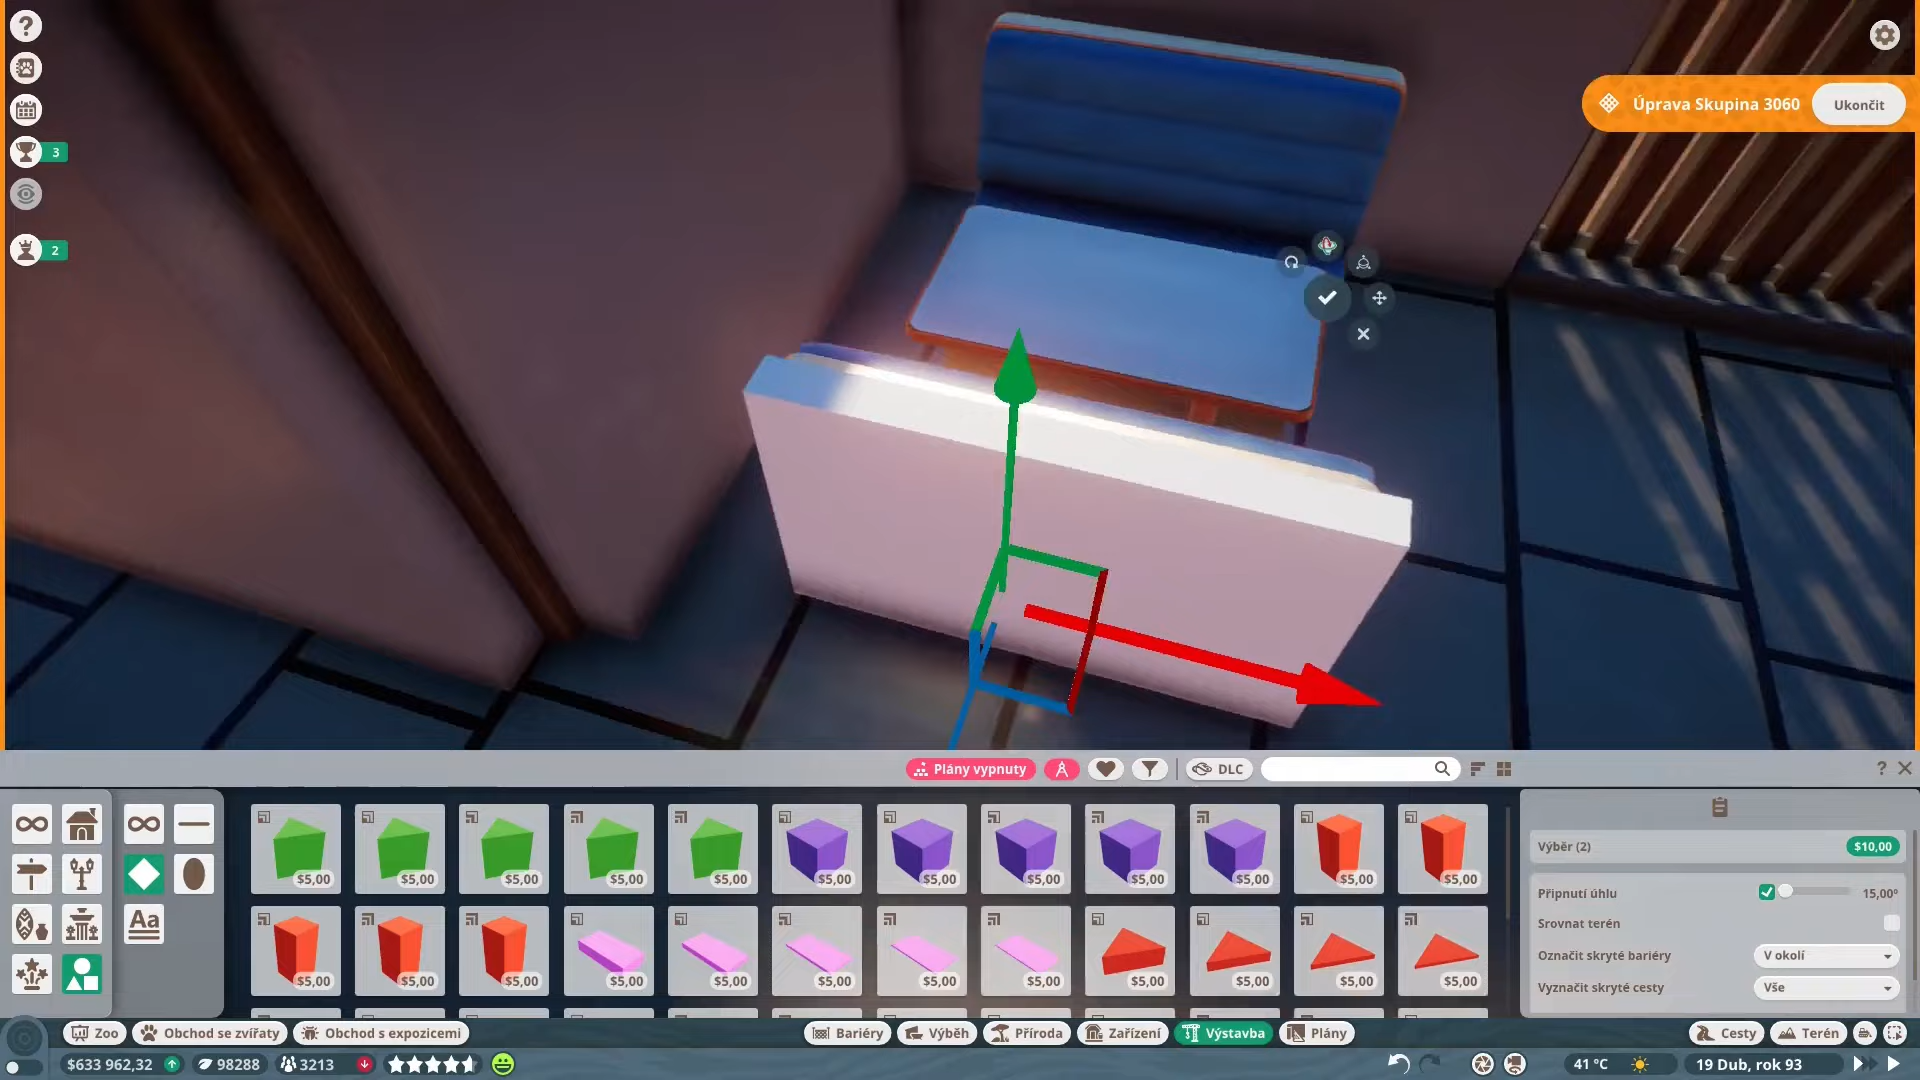 ?
3
2
Úprava Skupina 3060
Ukončit
Plány vypnuty
DLC
?
$5,00 $5,00 $5,00 $5,00 $5,00 $5,00 $5,00 $5,00 $5,00 $5,00 $5,00 $5,00
Aa
$5,00 $5,00 $5,00 $5,00 $5,00 $5,00 $5,00 $5,00 $5,00 $5,00 $5,00 $5,00
Výběr (2)
$10,00
Připnutí úhlu
15,00°
Srovnat terén
Označit skryté bariéry
V okolí
Vyznačit skryté cesty
Vše
Zoo
Obchod se zvířaty
Obchod s expozicemi
Bariéry
Výběh
Příroda
Zařízení
Výstavba
Plány
Cesty
Terén
$633 962,32
98288
3213
41 °C
19 Dub, rok 93